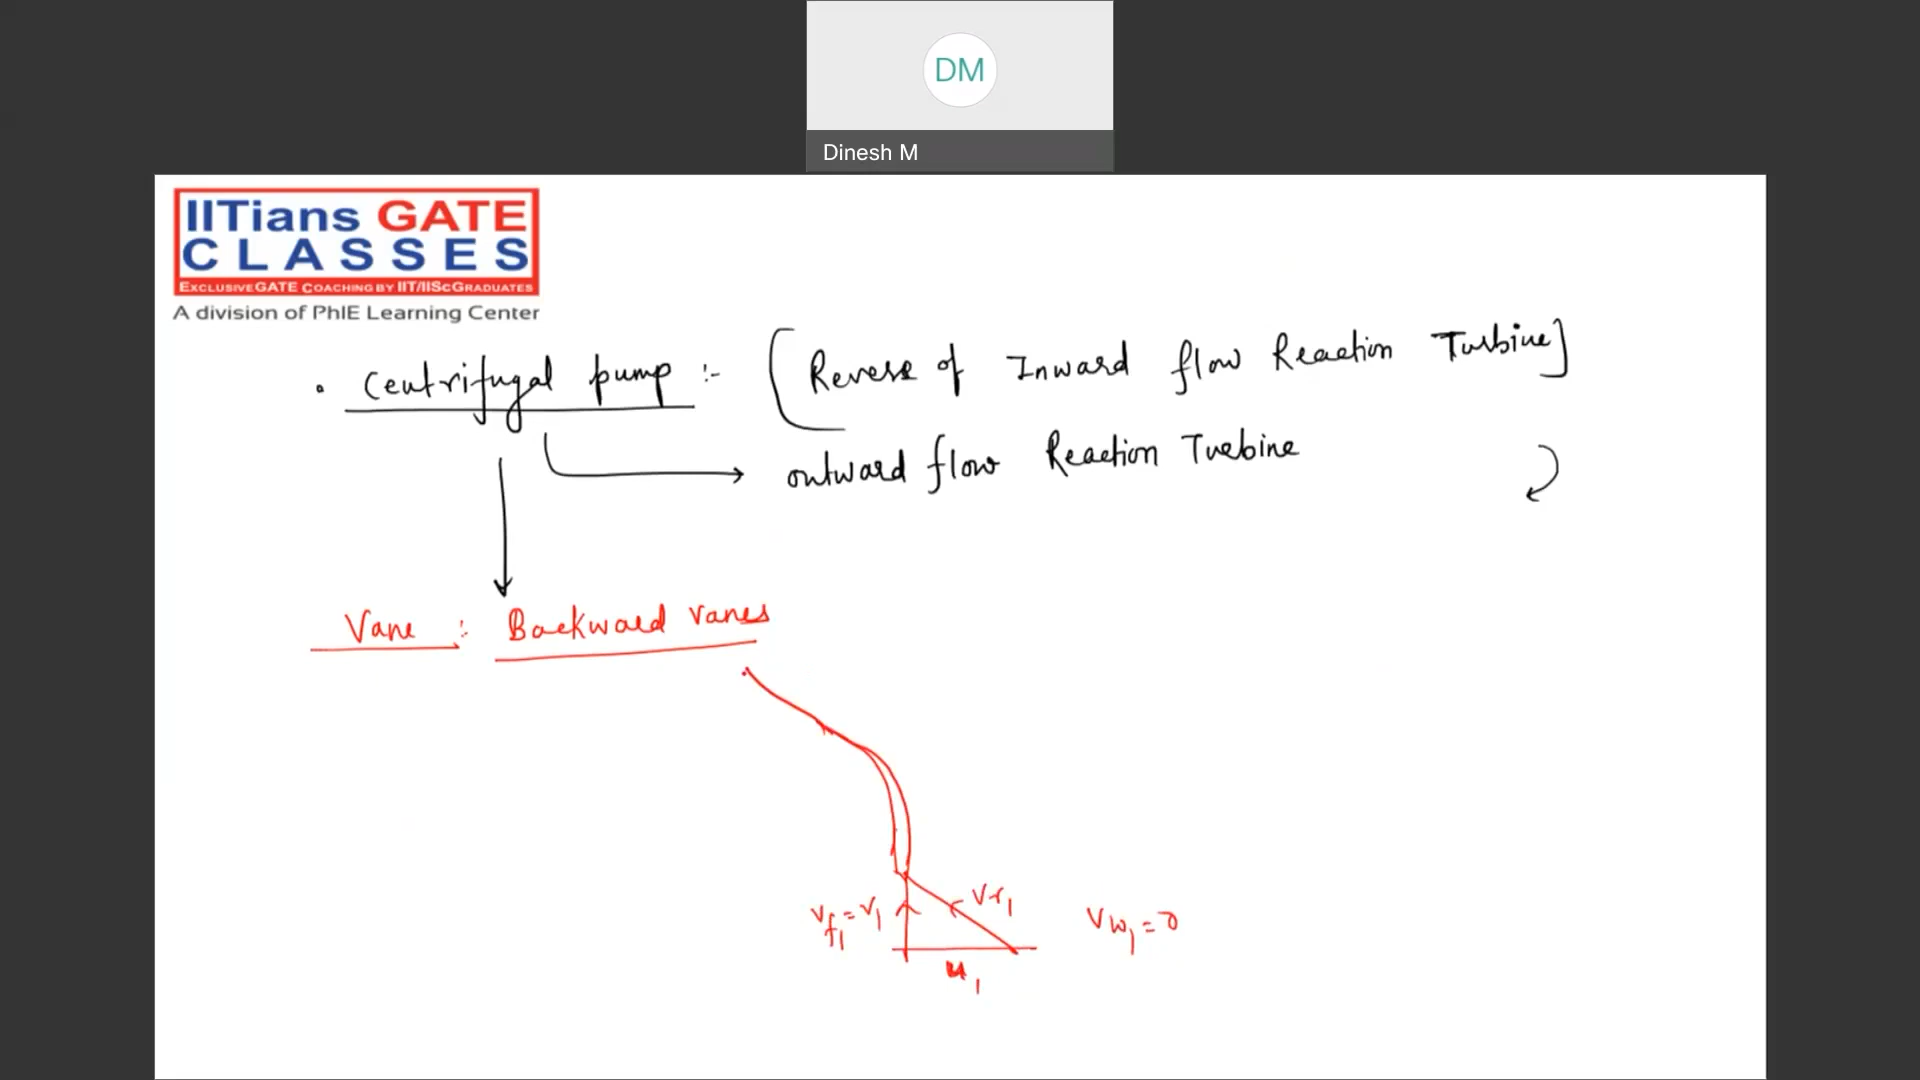 DM
Dinesh M
IITians GATE
CLASSES
EXCLUSIVE GATE COACHING BY IIT/IISc GRADUATES
A division of PhIE Learning Center
• Centrifugal pump :- [Reverse of Inward flow Reaction Turbine]
outward flow Reaction Turbine
Vane : Backward vanes
Vf1 = V1
Vr1
Vw1 = 0
u1